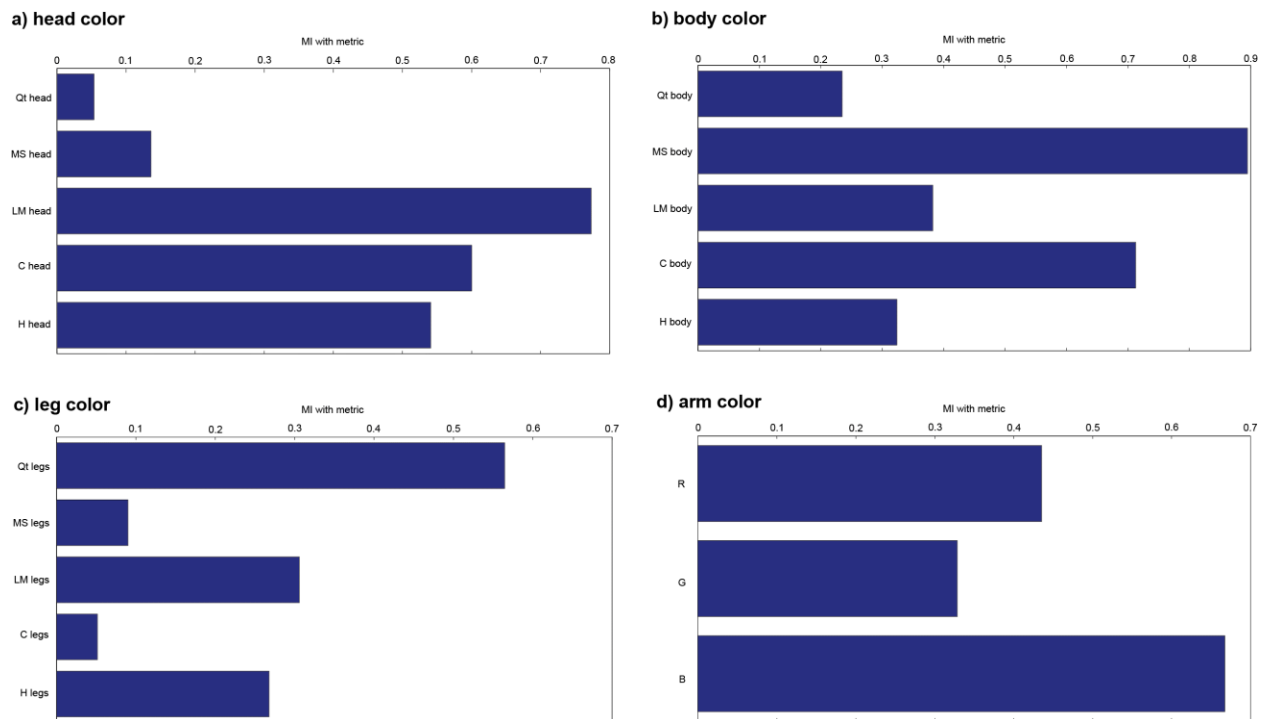 a) head color
MI with metric
0 0.1 0.2 0.3 0.4 0.5 0.6 0.7 0.8
Qt head
MS head
LM head
C head
H head
b) body color
MI with metric
0 0.1 0.2 0.3 0.4 0.5 0.6 0.7 0.8 0.9
Qt body
MS body
LM body
C body
H body
c) leg color
MI with metric
0 0.1 0.2 0.3 0.4 0.5 0.6 0.7
Qt legs
MS legs
LM legs
C legs
H legs
d) arm color
MI with metric
0 0.1 0.2 0.3 0.4 0.5 0.6 0.7
R
G
B